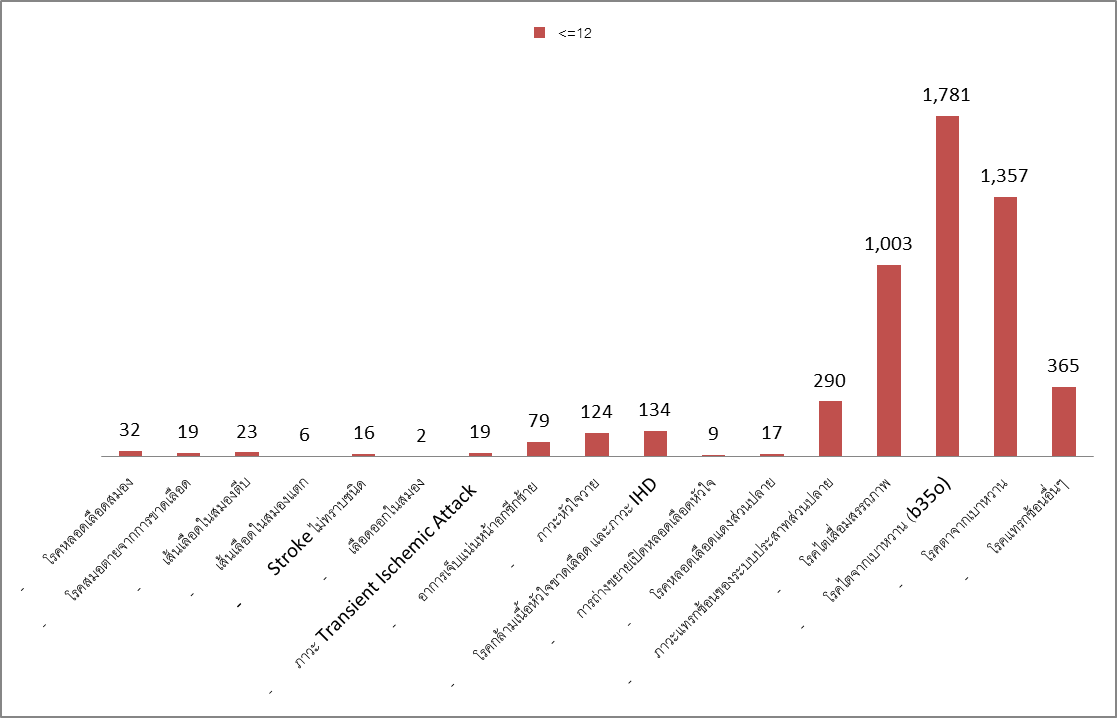 <=12
32
19
23
6
16
2
19
79
124
134
9
17
290
1,003
1,781
1,357
365
- โรคหลอดเลือดสมอง
- โรคสมอตายจากการขาดเลือด
- เส้นเลือดในสมองตีบ
- เส้นเลือดในสมองแตก
- Stroke ไม่ทราบชนิด
- เลือดออกในสมอง
- ภาวะ Transient Ischemic Attack
- อาการเจ็บแน่นหน้าอกซีกซ้าย
- ภาวะหัวใจวาย
- โรคกล้ามเนื้อหัวใจขาดเลือด และภาวะ IHD
- การถ่างขยายเปิดหลอดเลือดหัวใจ
- โรคหลอดเลือดแดงส่วนปลาย
- ภาวะแทรกซ้อนของระบบประสาทส่วนปลาย
- โรคไตเสื่อมสรรถภาพ
- โรคไตจากเบาหวาน (b35o)
- โรคตาจากเบาหวาน
- โรคแทรกซ้อนอื่นๆ